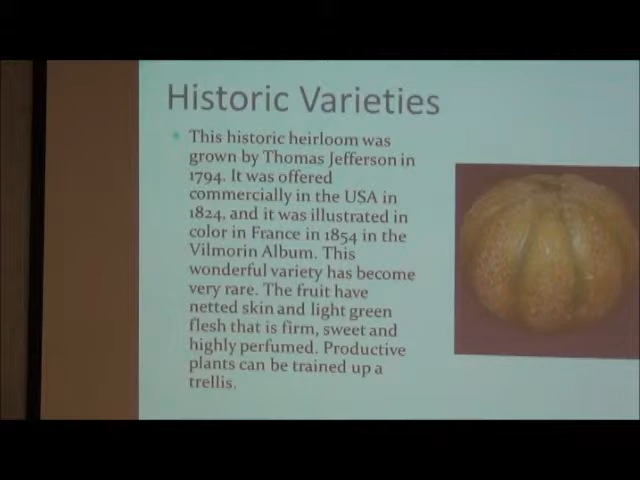 Historic Varieties
This historic heirloom was
grown by Thomas Jefferson in
1794. It was offered
commercially in the USA in
1824, and it was illustrated in
color in France in 1854 in the
Vilmorin Album. This
wonderful variety has become
very rare. The fruit have
netted skin and light green
flesh that is firm, sweet and
highly perfumed. Productive
plants can be trained up a
trellis.